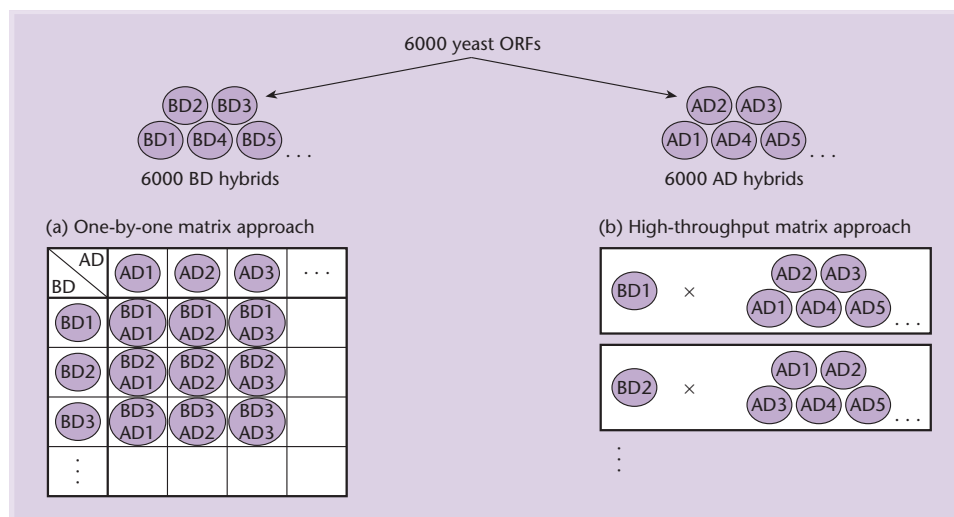 6000 yeast ORFs
BD2 BD3
BD1 BD4 BD5 ...
6000 BD hybrids
AD2 AD3
AD1 AD4 AD5 ...
6000 AD hybrids
(a) One-by-one matrix approach
AD
BD
AD1 AD2 AD3 ...
BD1
BD1 BD1 BD1
AD1 AD2 AD3
BD2
BD2 BD2 BD2
AD1 AD2 AD3
BD3
BD3 BD3 BD3
AD1 AD2 AD3
...
(b) High-throughput matrix approach
AD2 AD3
BD1 × AD1 AD4 AD5 ...
AD1 AD2
BD2 × AD3 AD4 AD5 ...
...